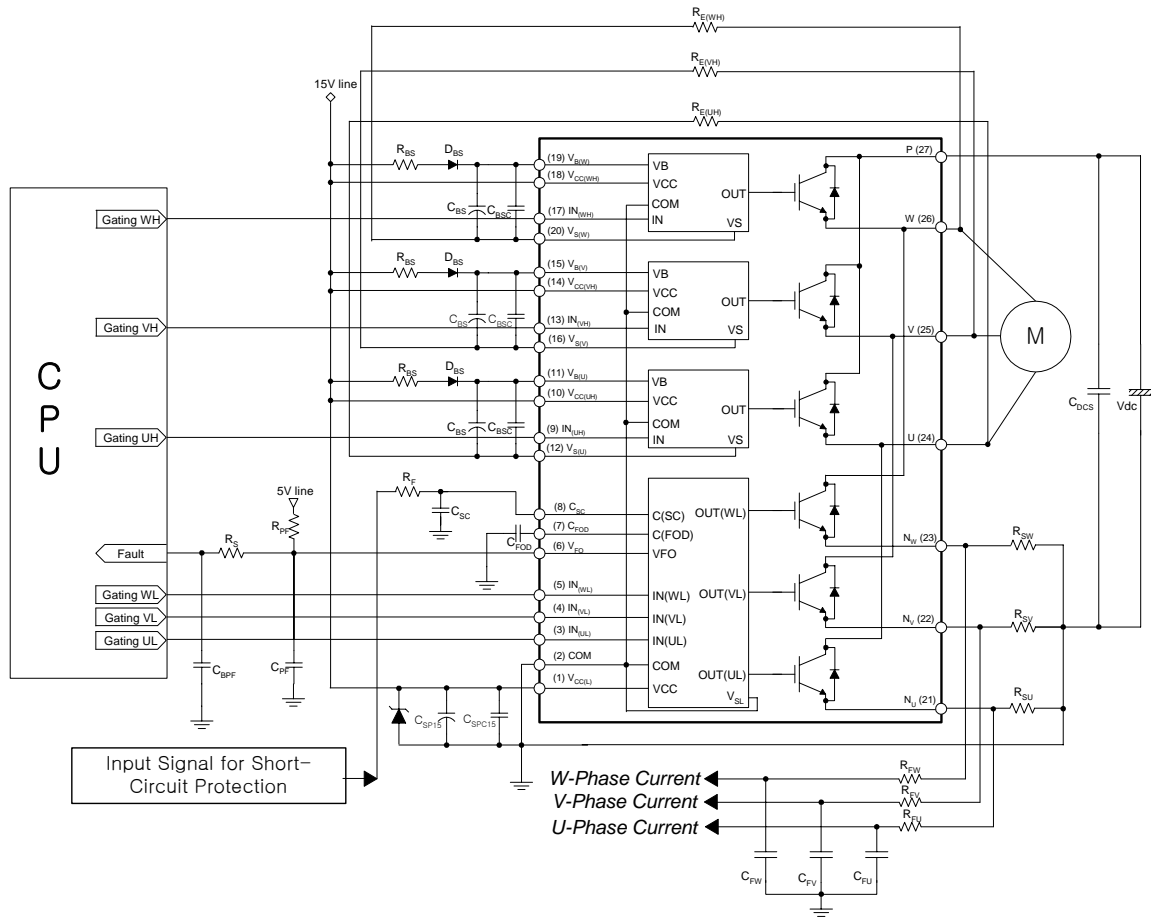 R_E(WH)
R_E(VH)
15V line
R_E(UH)
CPU
Gating WH
Gating VH
Gating UH
Fault
Gating WL
Gating VL
Gating UL
R_BS D_BS
C_BS C_BSC
R_BS D_BS
C_BS C_BSC
R_BS D_BS
C_BS C_BSC
R_F
C_SC
5V line
R_PF
R_S
C_FOD
C_BPF
C_PF
C_SP15 C_SPC15
(19) V_B(W)
(18) V_CC(WH)
(17) IN_(WH)
(20) V_S(W)
(15) V_B(V)
(14) V_CC(VH)
(13) IN_(VH)
(16) V_S(V)
(11) V_B(U)
(10) V_CC(UH)
(9) IN_(UH)
(12) V_S(U)
(8) C_SC
(7) C_FOD
(6) V_FO
(5) IN_(WL)
(4) IN_(VL)
(3) IN_(UL)
(2) COM
(1) V_CC(L)
VB
VCC
COM
IN
OUT
VS
VB
VCC
COM
IN
OUT
VS
VB
VCC
COM
IN
OUT
VS
C(SC)
C(FOD)
VFO
IN(WL)
IN(VL)
IN(UL)
COM
VCC
OUT(WL)
OUT(VL)
OUT(UL)
V_SL
P (27)
W (26)
V (25)
U (24)
N_W (23)
N_V (22)
N_U (21)
M
C_DCS
Vdc
R_SW
R_SV
R_SU
Input Signal for Short-
Circuit Protection
W-Phase Current
V-Phase Current
U-Phase Current
R_FW
R_FV
R_FU
C_FW
C_FV
C_FU